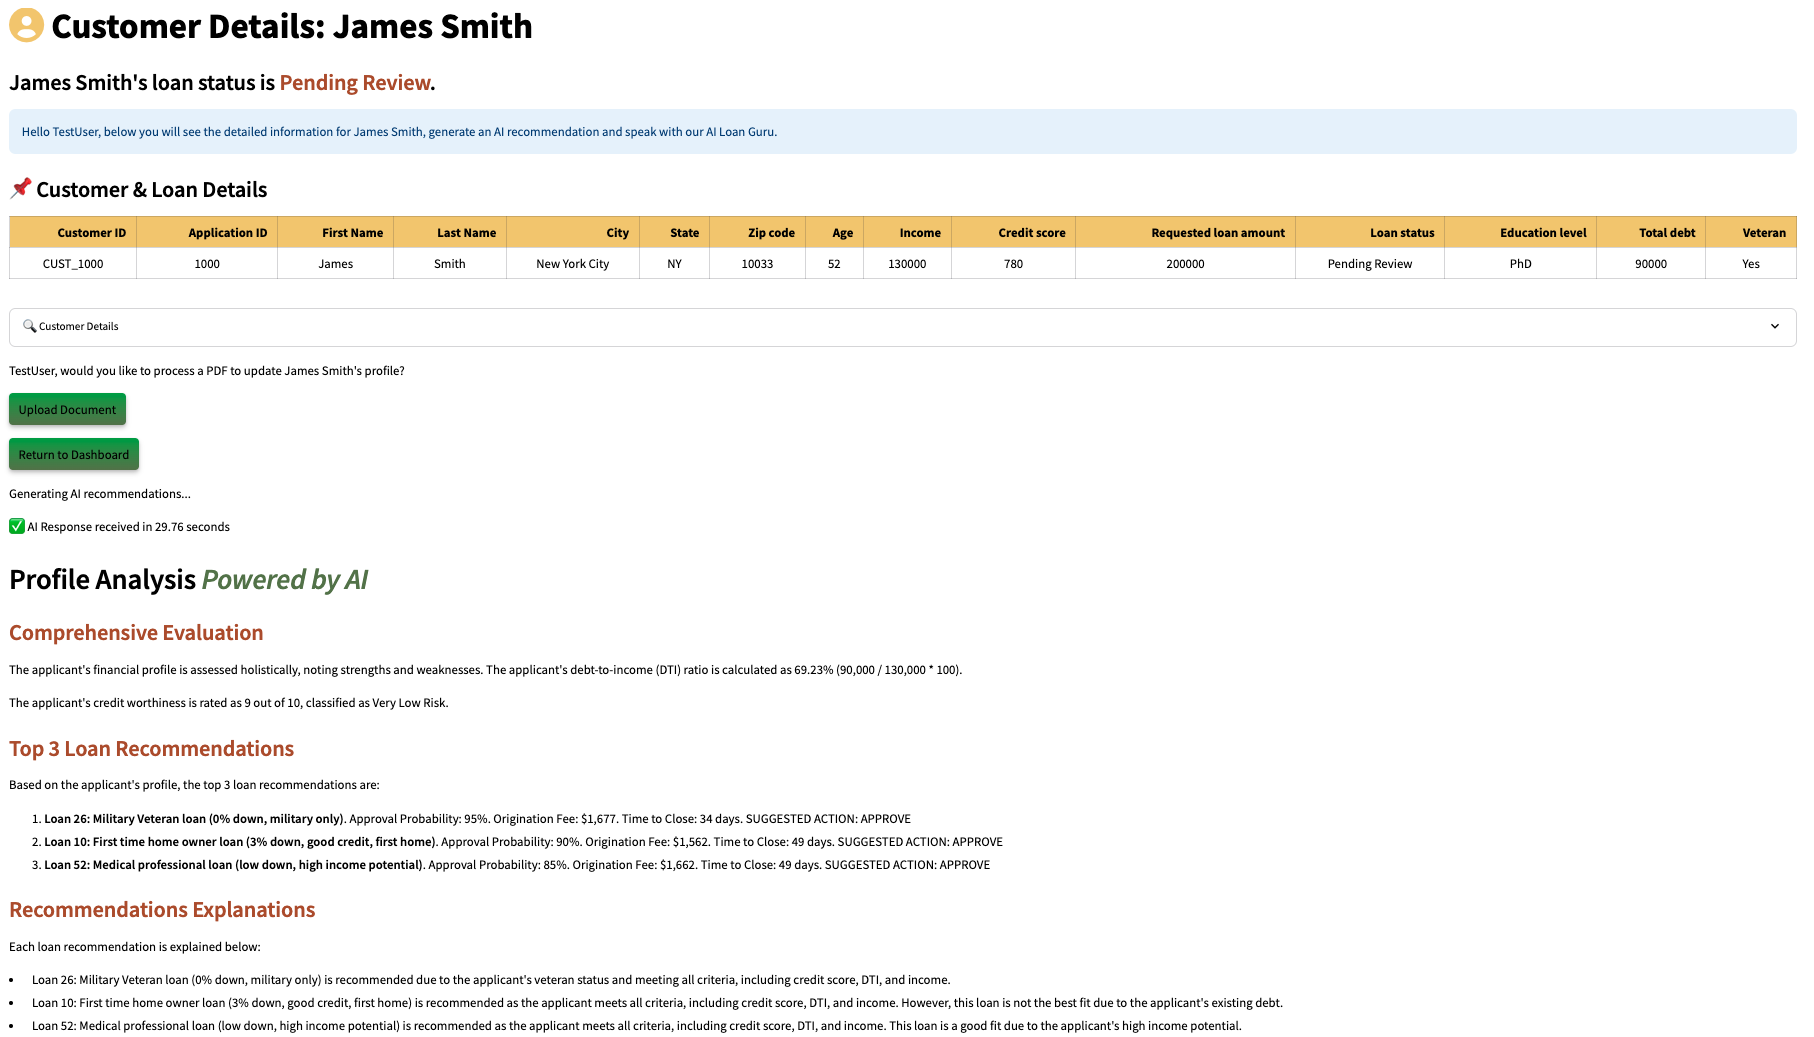 Customer Details: James Smith
James Smith's loan status is Pending Review.
Hello TestUser, below you will see the detailed information for James Smith, generate an AI recommendation and speak with our AI Loan Guru.
Customer & Loan Details
Customer ID Application ID First Name Last Name City State Zip code Age Income Credit score Requested loan amount Loan status Education level Total debt Veteran
CUST_1000 1000 James Smith New York City NY 10033 52 130000 780 200000 Pending Review PhD 90000 Yes
Customer Details
TestUser, would you like to process a PDF to update James Smith's profile?
Upload Document
Return to Dashboard
Generating AI recommendations...
AI Response received in 29.76 seconds
Profile Analysis Powered by AI
Comprehensive Evaluation
The applicant's financial profile is assessed holistically, noting strengths and weaknesses. The applicant's debt-to-income (DTI) ratio is calculated as 69.23% (90,000 / 130,000 * 100).
The applicant's credit worthiness is rated as 9 out of 10, classified as Very Low Risk.
Top 3 Loan Recommendations
Based on the applicant's profile, the top 3 loan recommendations are:
1. Loan 26: Military Veteran loan (0% down, military only). Approval Probability: 95%. Origination Fee: $1,677. Time to Close: 34 days. SUGGESTED ACTION: APPROVE
2. Loan 10: First time home owner loan (3% down, good credit, first home). Approval Probability: 90%. Origination Fee: $1,562. Time to Close: 49 days. SUGGESTED ACTION: APPROVE
3. Loan 52: Medical professional loan (low down, high income potential). Approval Probability: 85%. Origination Fee: $1,662. Time to Close: 49 days. SUGGESTED ACTION: APPROVE
Recommendations Explanations
Each loan recommendation is explained below:
• Loan 26: Military Veteran loan (0% down, military only) is recommended due to the applicant's veteran status and meeting all criteria, including credit score, DTI, and income.
• Loan 10: First time home owner loan (3% down, good credit, first home) is recommended as the applicant meets all criteria, including credit score, DTI, and income. However, this loan is not the best fit due to the applicant's existing debt.
• Loan 52: Medical professional loan (low down, high income potential) is recommended as the applicant meets all criteria, including credit score, DTI, and income. This loan is a good fit due to the applicant's high income potential.